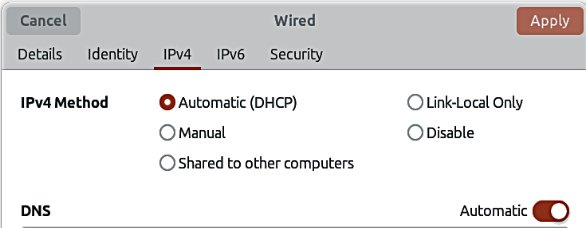 Cancel Wired Apply
Details Identity IPv4 IPv6 Security
IPv4 Method Automatic (DHCP) Link-Local Only
Manual Disable
Shared to other computers
DNS Automatic